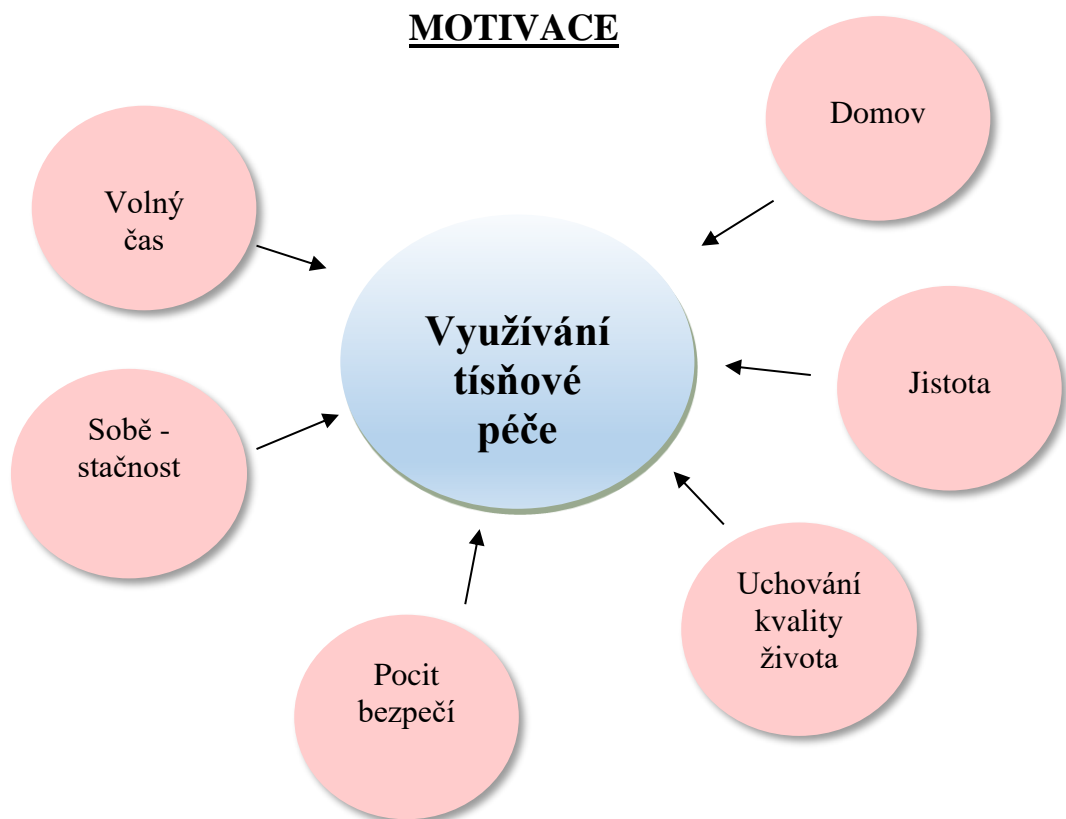 MOTIVACE
Domov
Volný
čas
Využívání
tísňové
péče
Jistota
Sobě -
stačnost
Uchování
kvality
života
Pocit
bezpečí